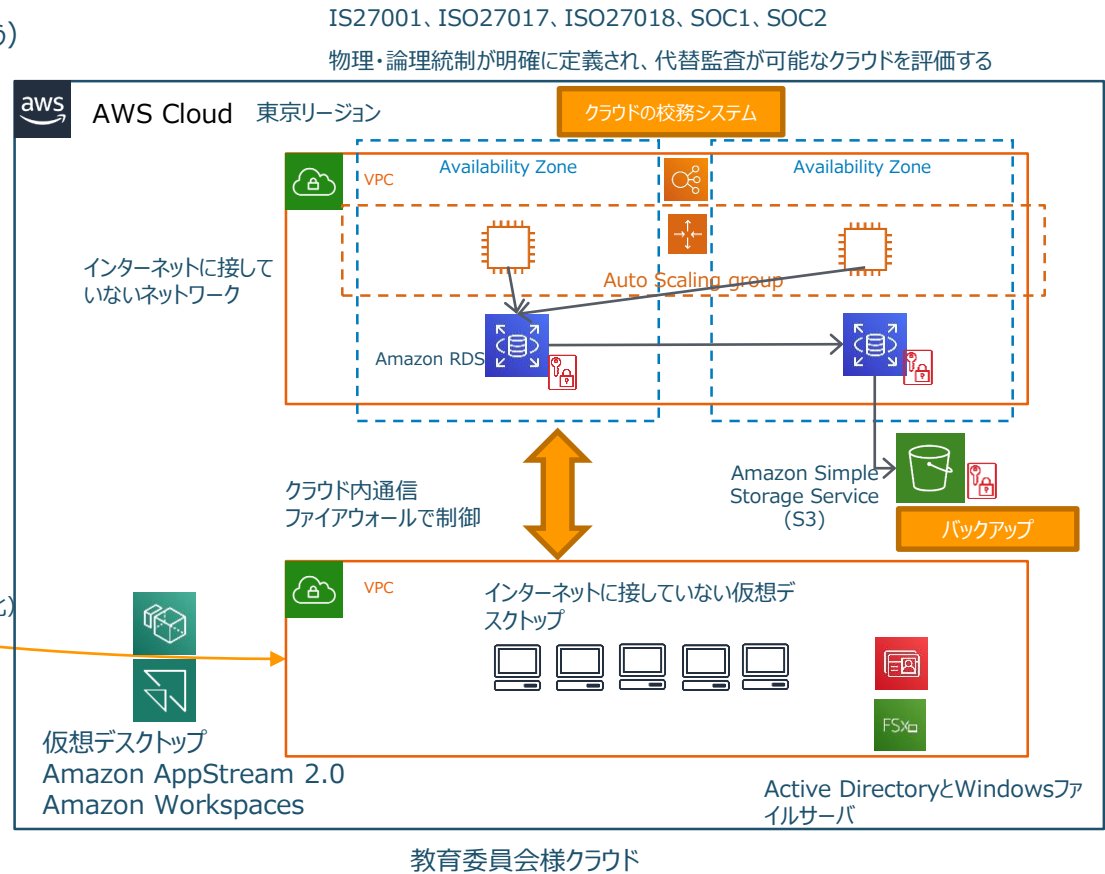 IS27001、ISO27017、ISO27018、SOC1、SOC2
物理・論理統制が明確に定義され、代替監査が可能なクラウドを評価する
aws
AWS Cloud
東京リージョン
クラウドの校務システム
VPC
Availability Zone
Availability Zone
インターネットに接して
いないネットワーク
Auto Scaling group
Amazon RDS
クラウド内通信
ファイアウォールで制御
Amazon Simple
Storage Service
(S3)
バックアップ
VPC
インターネットに接していない仮想デ
スクトップ
FSx
仮想デスクトップ
Amazon AppStream 2.0
Amazon Workspaces
Active DirectoryとWindowsファ
イルサーバ
教育委員会様クラウド